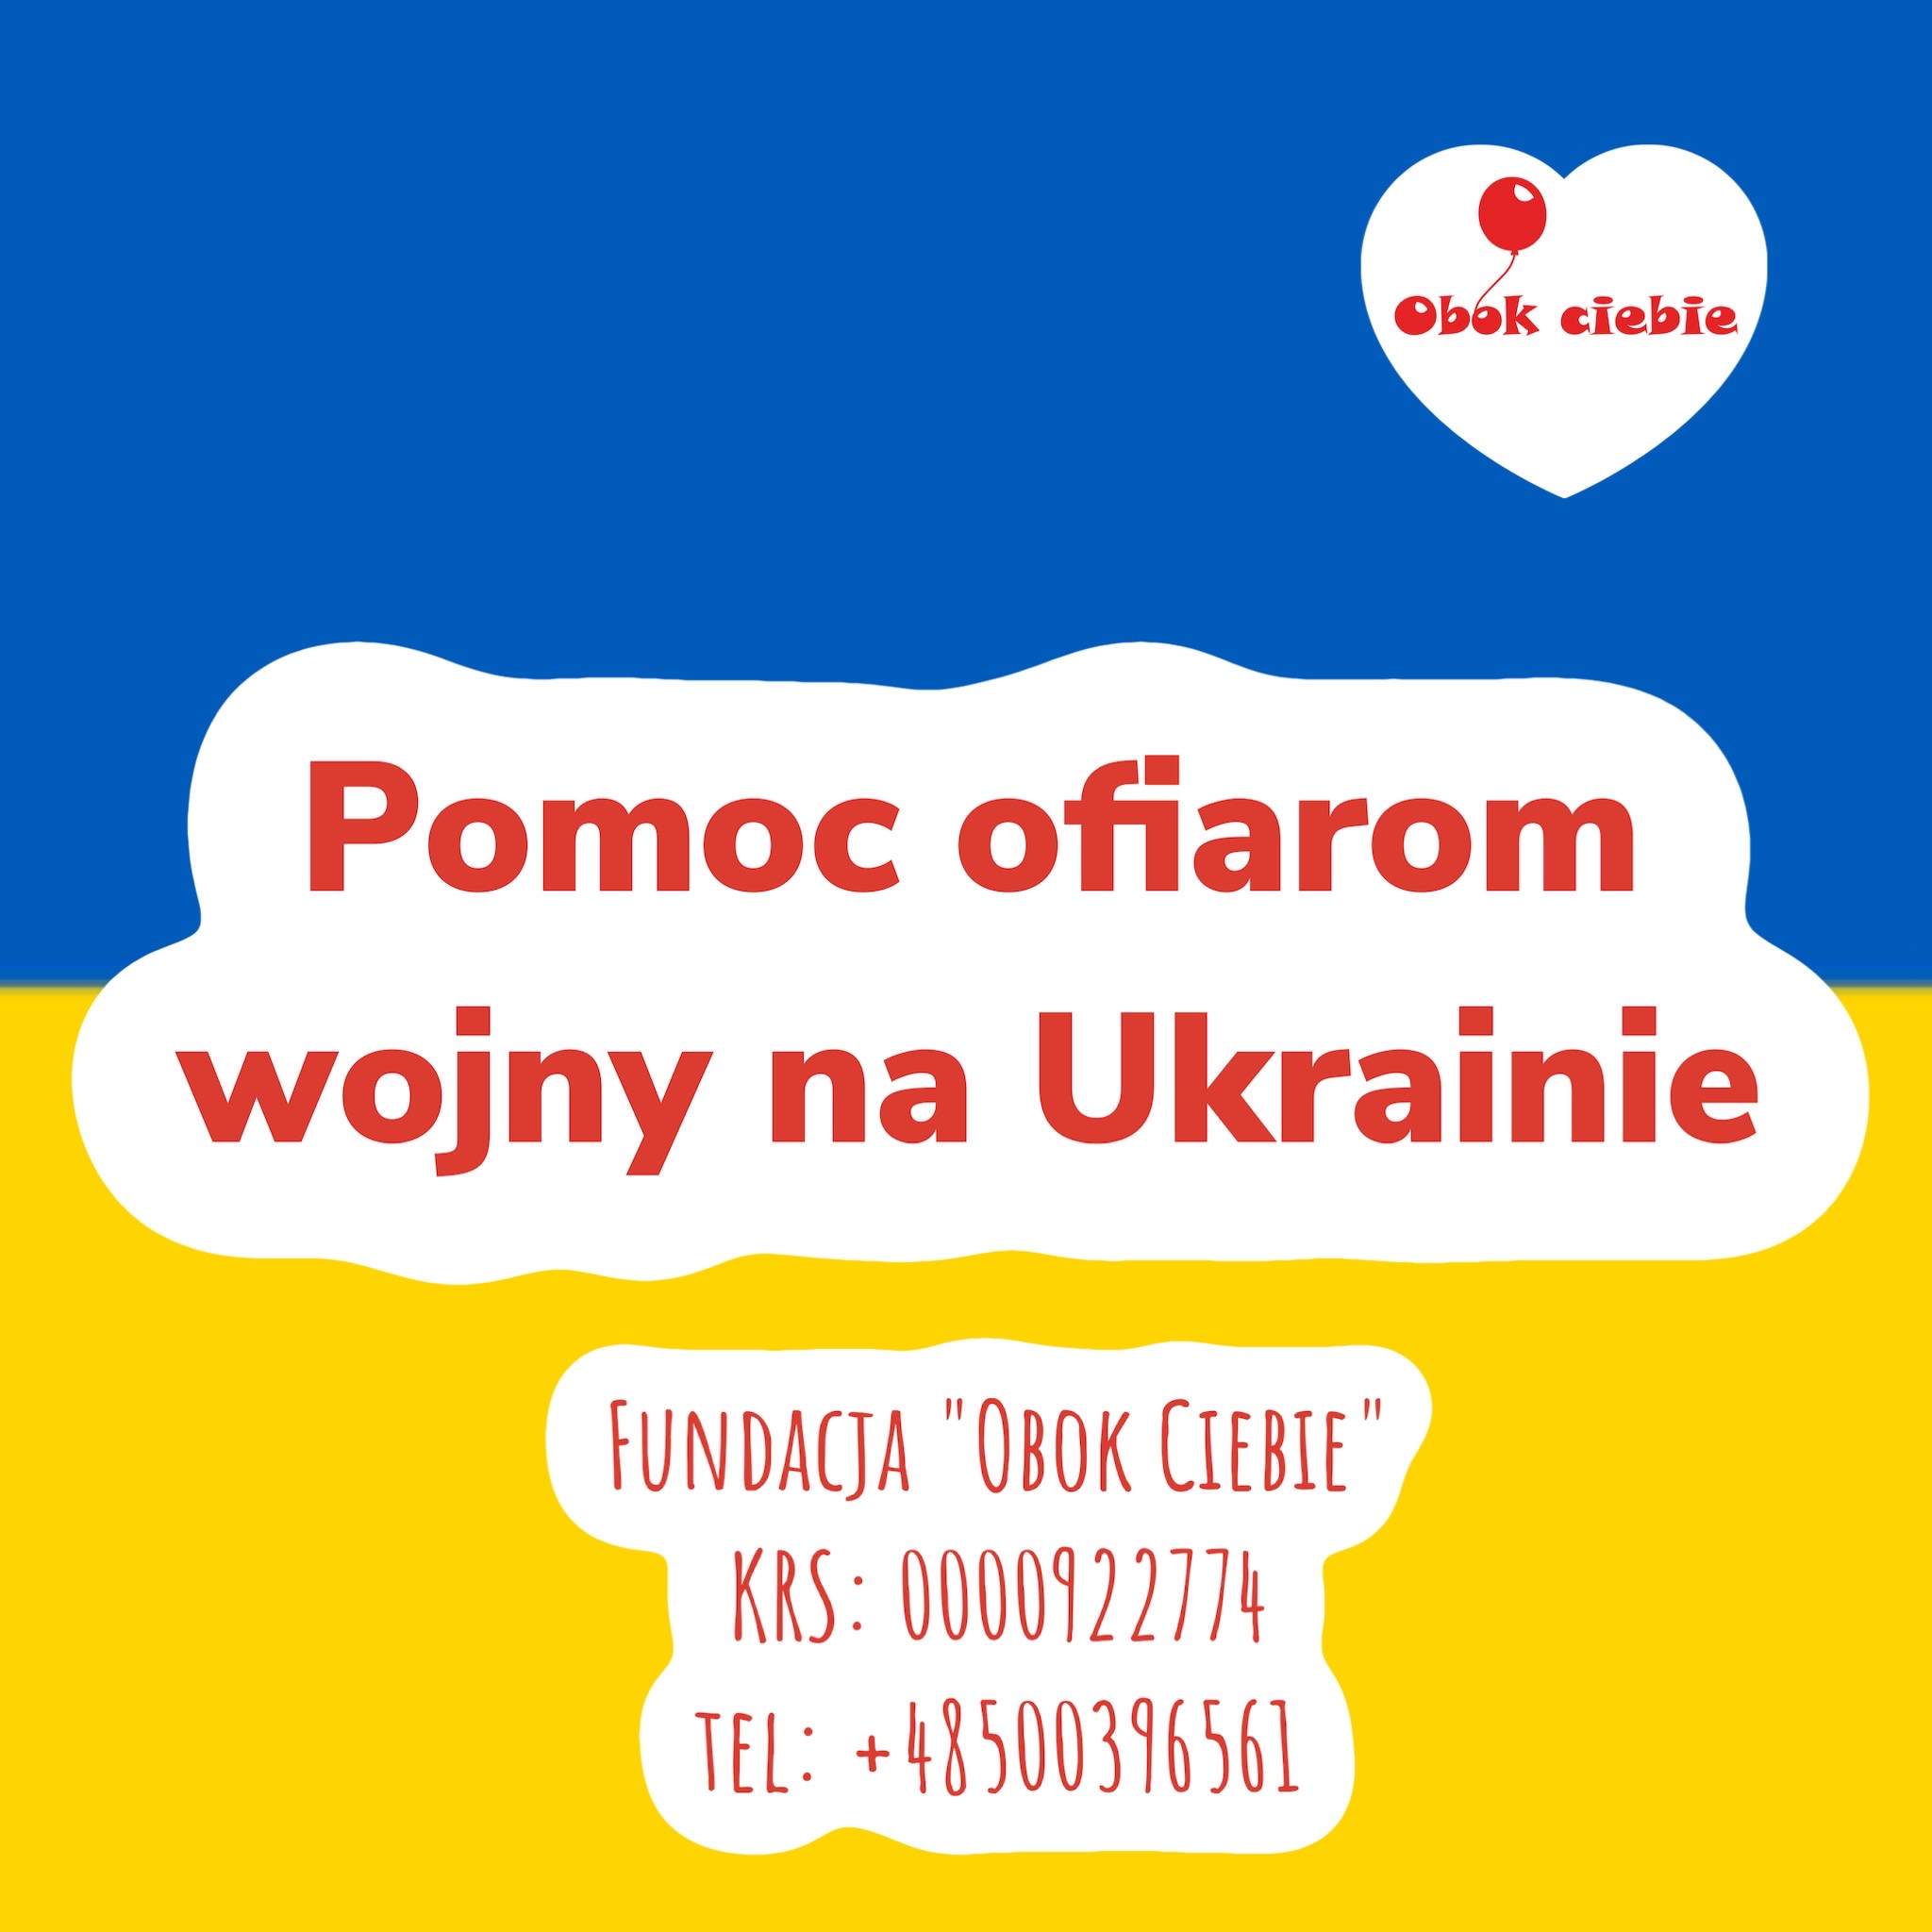 Obok ciebie
Pomoc ofiarom
wojny na Ukrainie
Fundacja "Obok Ciebie"
KRS: 0000922774
TEL: +48500396561